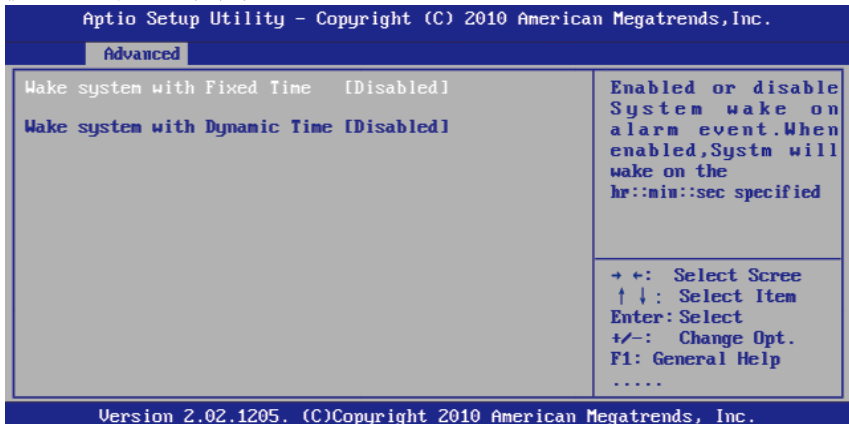 Aptio Setup Utility – Copyright (C) 2010 American Megatrends,Inc.
Advanced
Wake system with Fixed Time [Disabled]
Wake system with Dynamic Time [Disabled]
Enabled or disable
System wake on
alarm event.When
enabled,Systm will
wake on the
hr::min::sec specified
→ ←: Select Scree
↑ ↓: Select Item
Enter: Select
+/-: Change Opt.
F1: General Help
.....
Version 2.02.1205. (C)Copyright 2010 American Megatrends, Inc.